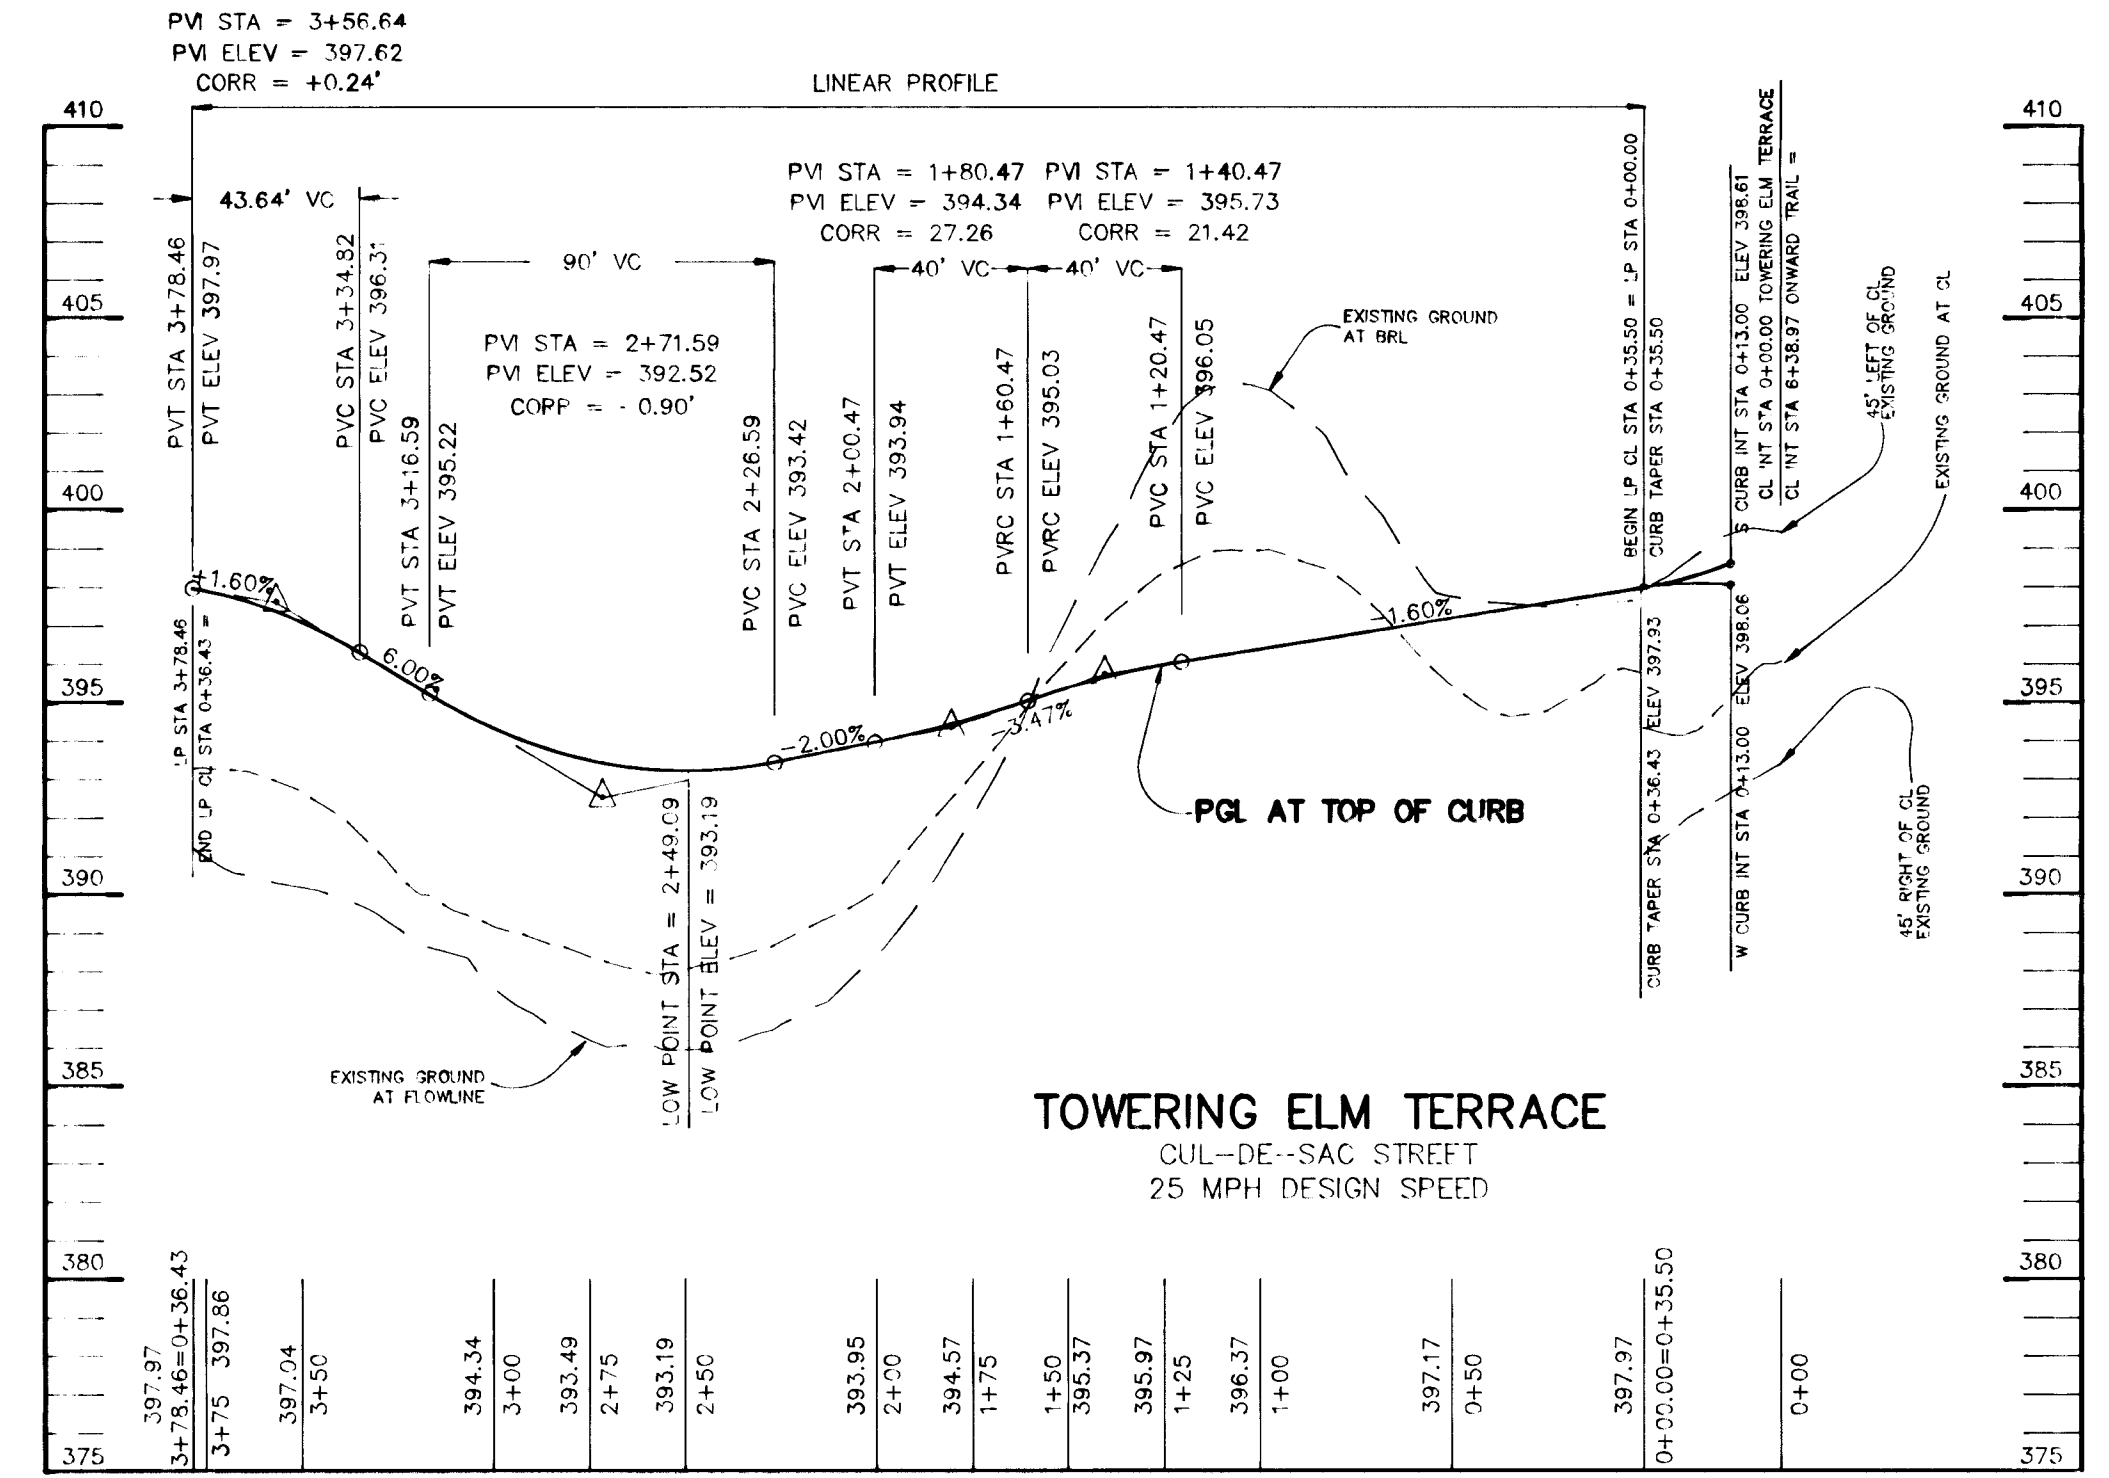 PVI STA = 3+56.64
PVI ELEV = 397.62
CORR = +0.24'
LINEAR PROFILE
410
410
43.64' VC
PVI STA = 1+80.47
PVI ELEV = 394.34
CORR = 27.26
PVI STA = 1+40.47
PVI ELEV = 395.73
CORR = 21.42
90' VC
40' VC
40' VC
PVT STA 3+78.46
PVT ELEV 397.97
PVC STA 3+34.82
PVC ELEV 396.31
PVI STA = 2+71.59
PVI ELEV = 392.52
CORR = - 0.90'
PVT STA 3+16.59
PVT ELEV 395.22
PVC STA 2+26.59
PVC ELEV 393.42
PVT STA 2+00.47
PVT ELEV 393.94
PVRC STA 1+60.47
PVRC ELEV 395.03
PVC STA 1+20.47
PVC ELEV 396.05
EXISTING GROUND
AT BRL
BEGIN LP CL STA 0+35.50 = LP STA 0+00.00
CURB TAPER STA 0+35.50
S CURB INT STA 0+13.00 ELEV 398.61
CL INT STA 0+00.00 TOWERING ELM TERRACE
CL INT STA 6+38.97 ONWARD TRAIL =
45' LEFT OF CL
EXISTING GROUND
EXISTING GROUND AT CL
405
405
400
400
+1.60%
6.00%
-2.00%
-3.47%
-1.60%
395
395
LP STA 3+78.46
END LP CL STA 0+36.43 =
LOW POINT STA = 2+49.09
LOW POINT ELEV = 393.19
PGL AT TOP OF CURB
CURB TAPER STA 0+36.43 ELEV 397.93
W CURB INT STA 0+13.00 ELEV 398.06
45' RIGHT OF CL
EXISTING GROUND
390
390
EXISTING GROUND
AT FLOWLINE
385
385
TOWERING ELM TERRACE
CUL-DE-SAC STREET
25 MPH DESIGN SPEED
380
380
397.97
3+78.46=0+36.43
3+75 397.86
397.04
3+50
394.34
3+00
393.49
2+75
393.19
2+50
393.95
2+00
394.57
1+75
1+50
395.37
395.97
1+25
396.37
1+00
397.17
0+50
397.97
0+00.00=0+35.50
0+00
375
375